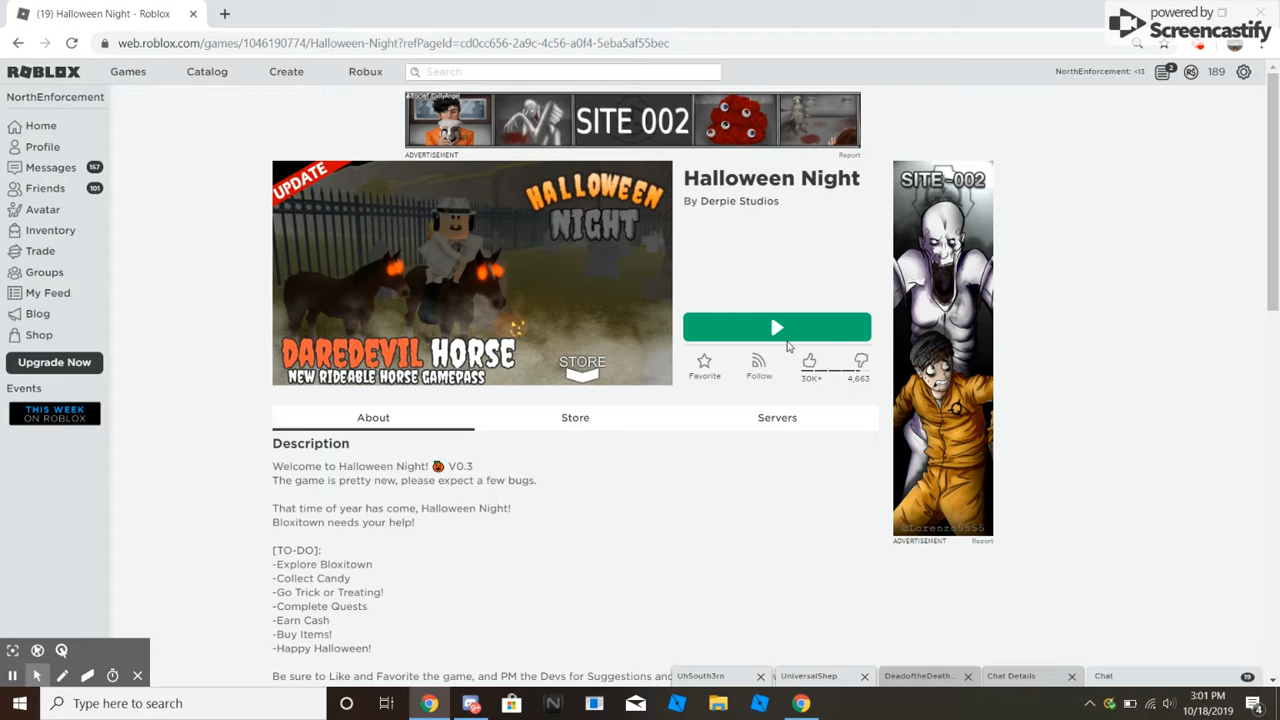 (19) Halloween Night - Roblox
powered by
Screencastify
web.roblox.com/games/1046190774/Halloween-Night?refPageId=cd0cc656-2a9c-4c56-a0f4-5eba5af55bec
ROBLOX
Games
Catalog
Create
Robux
Search
NorthEnforcement: <13
2
189
NorthEnforcement
Home
Profile
Messages
157
Friends
101
Avatar
Inventory
Trade
Groups
My Feed
Blog
Shop
Upgrade Now
Events
THIS WEEK
ON ROBLOX
SITE 002
ADVERTISEMENT
Report
UPDATE
HALLOWEEN
NIGHT
DAREDEVIL HORSE
NEW RIDEABLE HORSE GAMEPASS
STORE
Halloween Night
By Derpie Studios
Favorite
Follow
30K+
4,663
SITE-002
©Lorenzo5555
ADVERTISEMENT
Report
About
Store
Servers
Description
Welcome to Halloween Night! 🎃 V0.3
The game is pretty new, please expect a few bugs.
That time of year has come, Halloween Night!
Bloxitown needs your help!
[TO-DO]:
-Explore Bloxitown
-Collect Candy
-Go Trick or Treating!
-Complete Quests
-Earn Cash
-Buy Items!
-Happy Halloween!
Be sure to Like and Favorite the game, and PM the Devs for Suggestions and
UhSouth3rn
UniversalShep
DeadoftheDeath...
Chat Details
Chat
19
Type here to search
3:01 PM
10/18/2019
4